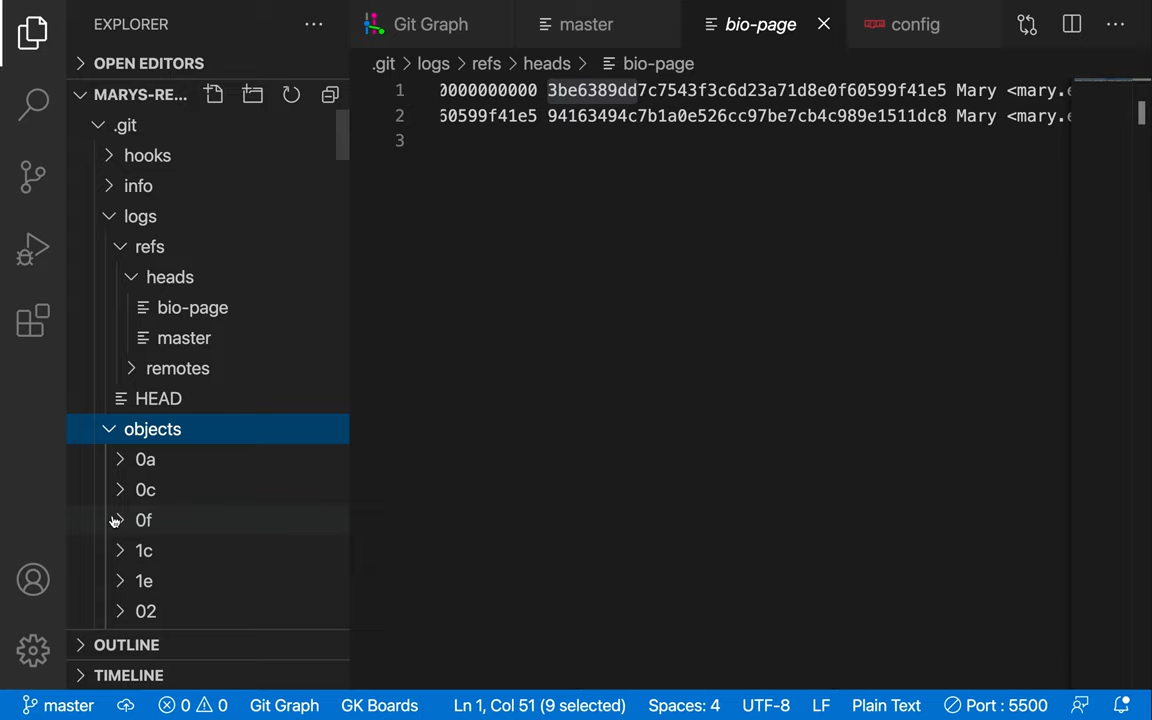 EXPLORER
OPEN EDITORS
MARYS-RE...
.git
hooks
info
logs
refs
heads
bio-page
master
remotes
HEAD
objects
0a
0c
0f
1c
1e
02
OUTLINE
TIMELINE
Git Graph
master
bio-page
config
.git > logs > refs > heads > bio-page
1 0000000000 3be6389dd7c7543f3c6d23a71d8e0f60599f41e5 Mary <mary.e
2 60599f41e5 94163494c7b1a0e526cc97be7cb4c989e1511dc8 Mary <mary.e
3
master 0 0 Git Graph GK Boards Ln 1, Col 51 (9 selected) Spaces: 4 UTF-8 LF Plain Text Port : 5500